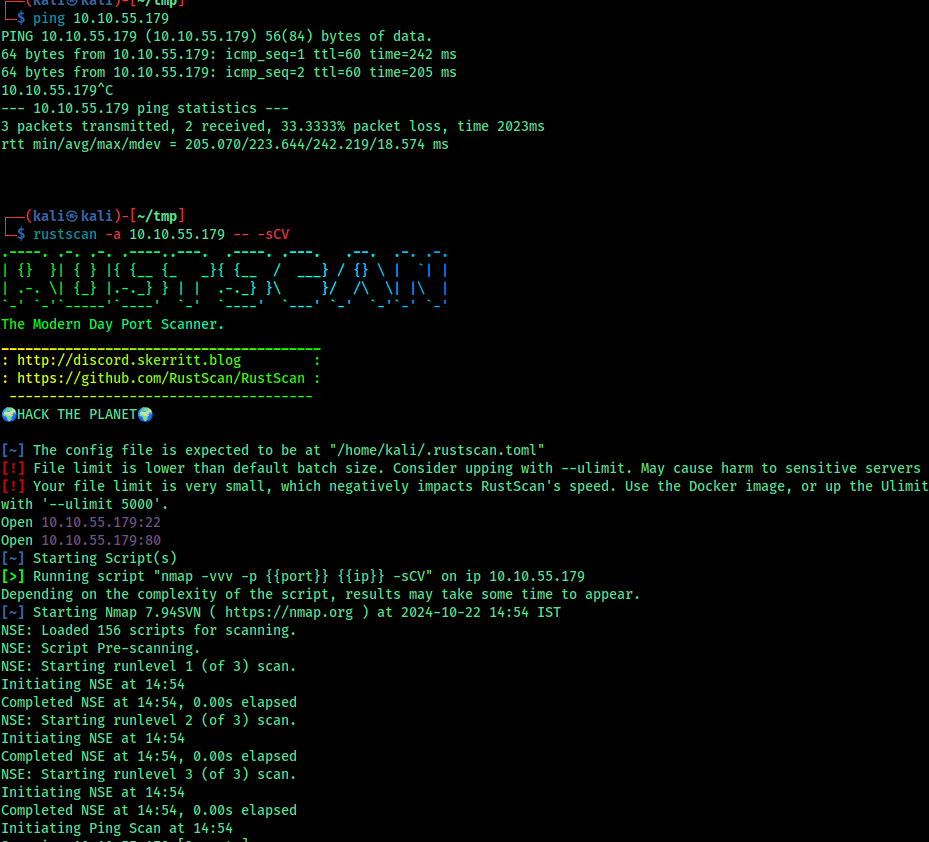 (kali㉿kali)-[~/tmp]
└─$ ping 10.10.55.179
PING 10.10.55.179 (10.10.55.179) 56(84) bytes of data.
64 bytes from 10.10.55.179: icmp_seq=1 ttl=60 time=242 ms
64 bytes from 10.10.55.179: icmp_seq=2 ttl=60 time=205 ms
10.10.55.179^C
--- 10.10.55.179 ping statistics ---
3 packets transmitted, 2 received, 33.3333% packet loss, time 2023ms
rtt min/avg/max/mdev = 205.070/223.644/242.219/18.574 ms
┌──(kali㉿kali)-[~/tmp]
└─$ rustscan -a 10.10.55.179 -- -sCV
.----. .-. .-. .----..---.  .----. .---.   .--.  .-. .-.
| {}  }| { } |{ {__ {_   _}{ {__  /  ___} / {} \ |  `| |
| .-. \| {_} |.-._} } | |  .-._} }\     }/  /\  \| |\  |
`-' `-'`-----'`----'  `-'  `----'  `---' `-'  `-'`-' `-'
The Modern Day Port Scanner.
________________________________________
: http://discord.skerritt.blog         :
: https://github.com/RustScan/RustScan :
 --------------------------------------
🌍HACK THE PLANET🌍
[~] The config file is expected to be at "/home/kali/.rustscan.toml"
[!] File limit is lower than default batch size. Consider upping with --ulimit. May cause harm to sensitive servers
[!] Your file limit is very small, which negatively impacts RustScan's speed. Use the Docker image, or up the Ulimit
with '--ulimit 5000'.
Open 10.10.55.179:22
Open 10.10.55.179:80
[~] Starting Script(s)
[>] Running script "nmap -vvv -p {{port}} {{ip}} -sCV" on ip 10.10.55.179
Depending on the complexity of the script, results may take some time to appear.
[~] Starting Nmap 7.94SVN ( https://nmap.org ) at 2024-10-22 14:54 IST
NSE: Loaded 156 scripts for scanning.
NSE: Script Pre-scanning.
NSE: Starting runlevel 1 (of 3) scan.
Initiating NSE at 14:54
Completed NSE at 14:54, 0.00s elapsed
NSE: Starting runlevel 2 (of 3) scan.
Initiating NSE at 14:54
Completed NSE at 14:54, 0.00s elapsed
NSE: Starting runlevel 3 (of 3) scan.
Initiating NSE at 14:54
Completed NSE at 14:54, 0.00s elapsed
Initiating Ping Scan at 14:54